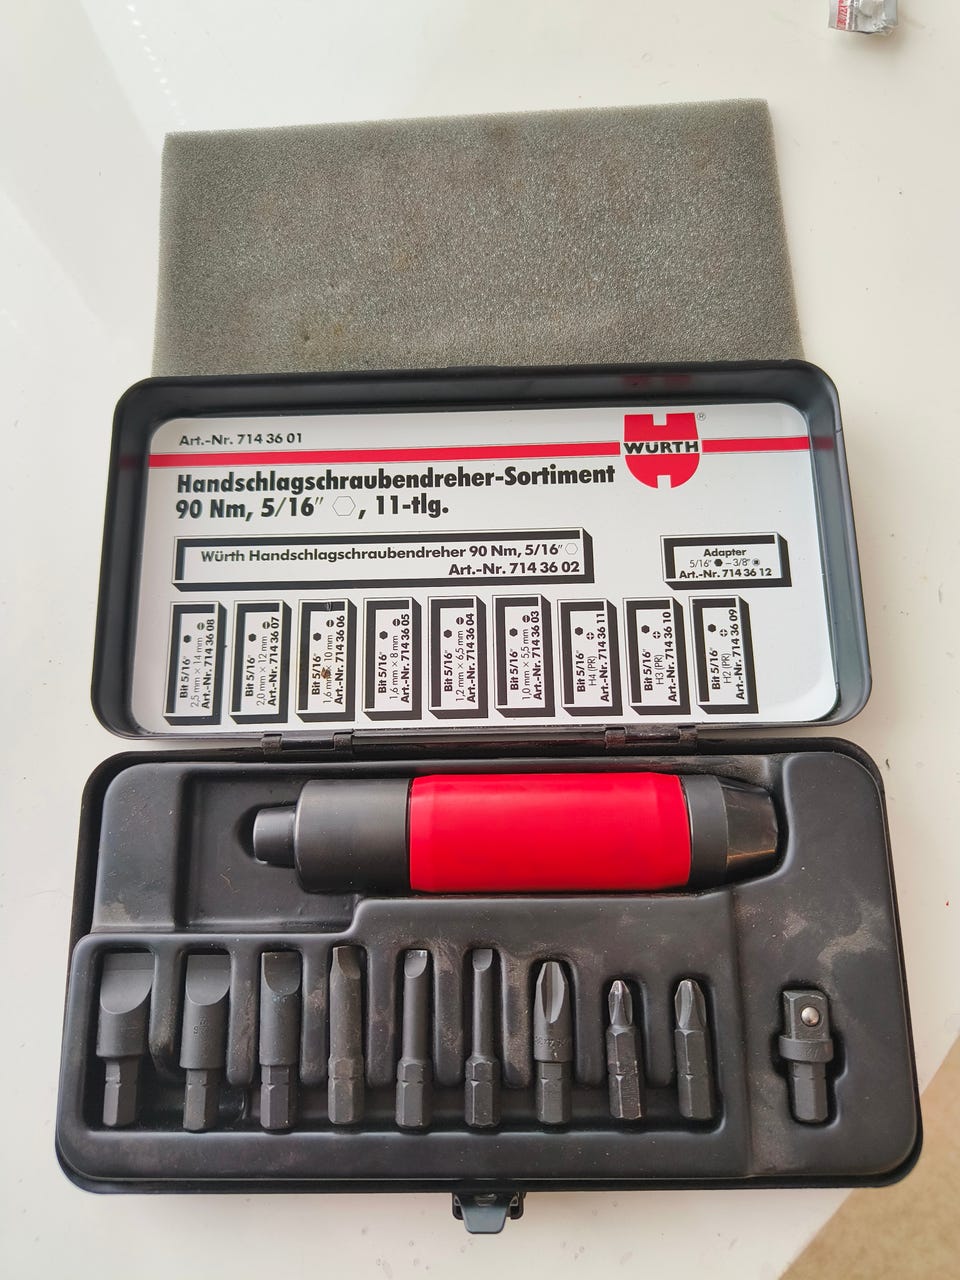 Art.-Nr. 714 36 01
WÜRTH
®
Handschlagschraubendreher-Sortiment
90 Nm, 5/16″ , 11-tlg.
Würth Handschlagschraubendreher 90 Nm, 5/16″
Art.-Nr. 714 36 02
Adapter
5/16″ – 3/8″
Art.-Nr. 714 36 12
Bit 5/16″
2,5 mm × 14 mm
Art.-Nr. 714 36 08
Bit 5/16″
2,0 mm × 12 mm
Art.-Nr. 714 36 07
Bit 5/16″
1,6 mm × 10 mm
Art.-Nr. 714 36 06
Bit 5/16″
1,6 mm × 8 mm
Art.-Nr. 714 36 05
Bit 5/16″
1,2 mm × 6,5 mm
Art.-Nr. 714 36 04
Bit 5/16″
1,0 mm × 5,5 mm
Art.-Nr. 714 36 03
Bit 5/16″
H4 (PR)
Art.-Nr. 714 36 11
Bit 5/16″
H3 (PR)
Art.-Nr. 714 36 10
Bit 5/16″
H2 (PR)
Art.-Nr. 714 36 09